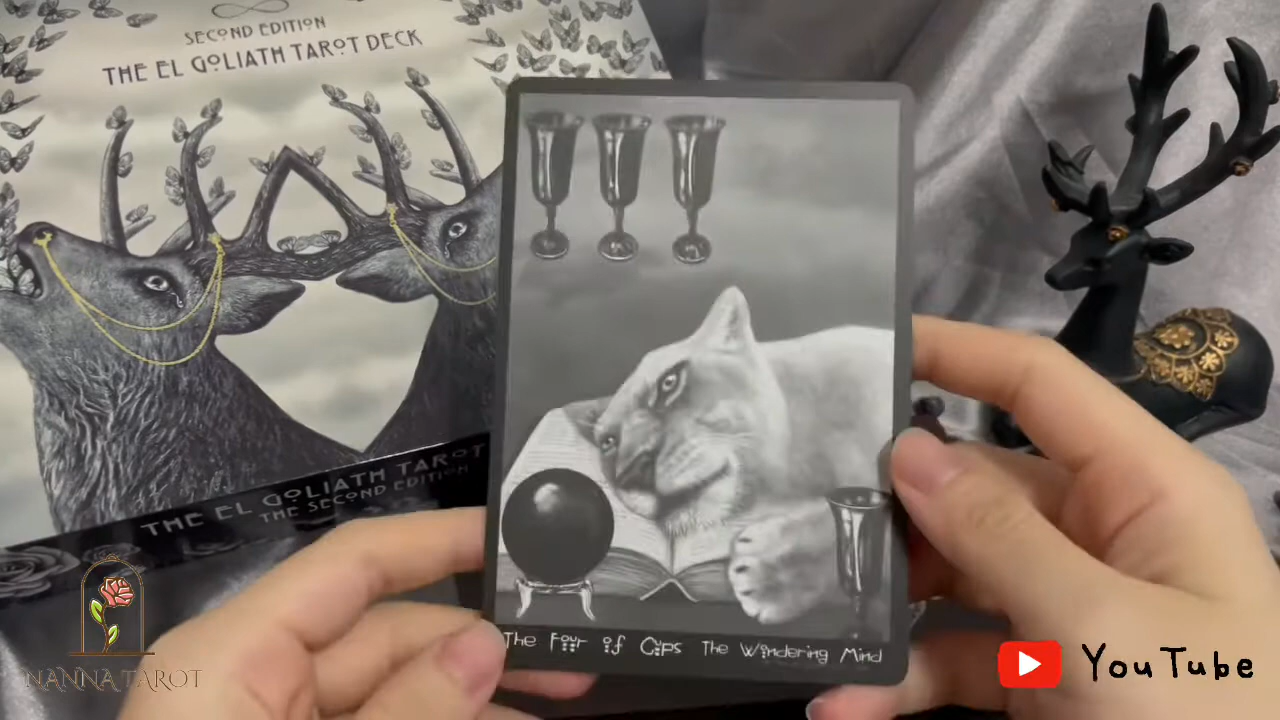 SECOND EDITION
THE EL GOLIATH TAROT DECK
THE EL GOLIATH TAROT
THE SECOND EDITION
The Four of Cups The Wandering Mind
NANNA TAROT
YouTube